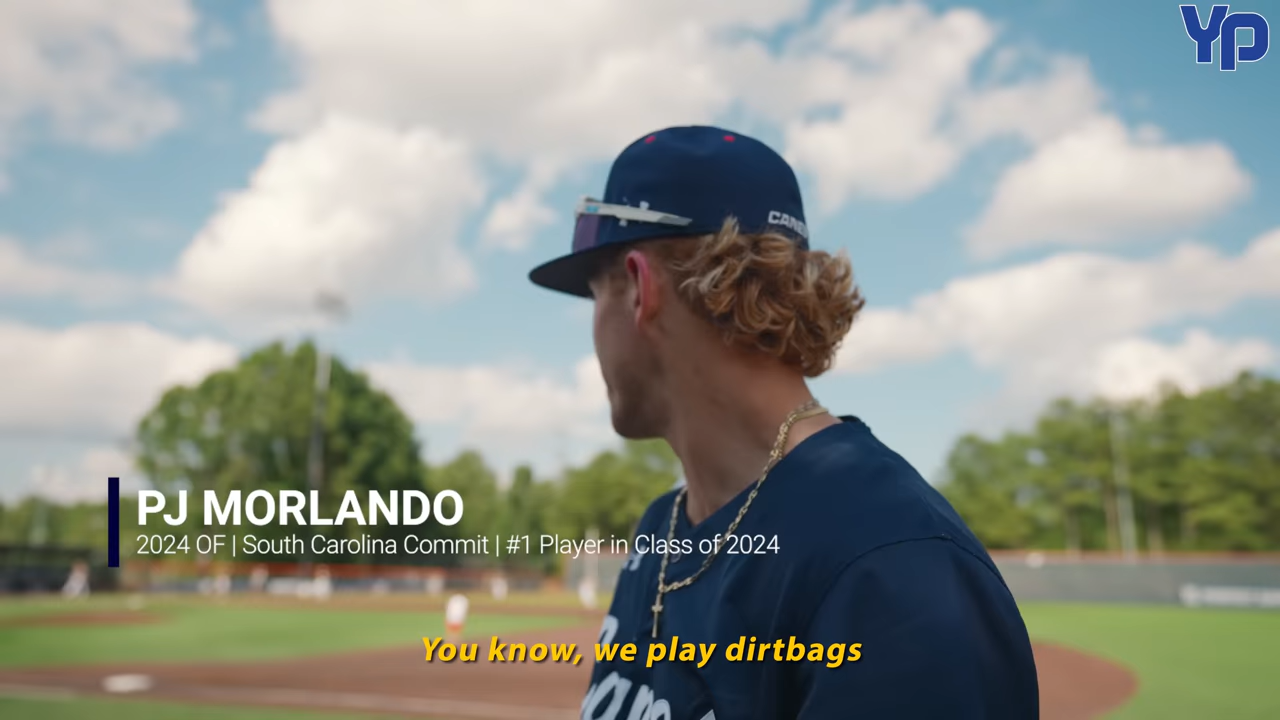 YP
PJ MORLANDO
2024 OF | South Carolina Commit | #1 Player in Class of 2024
You know, we play dirtbags